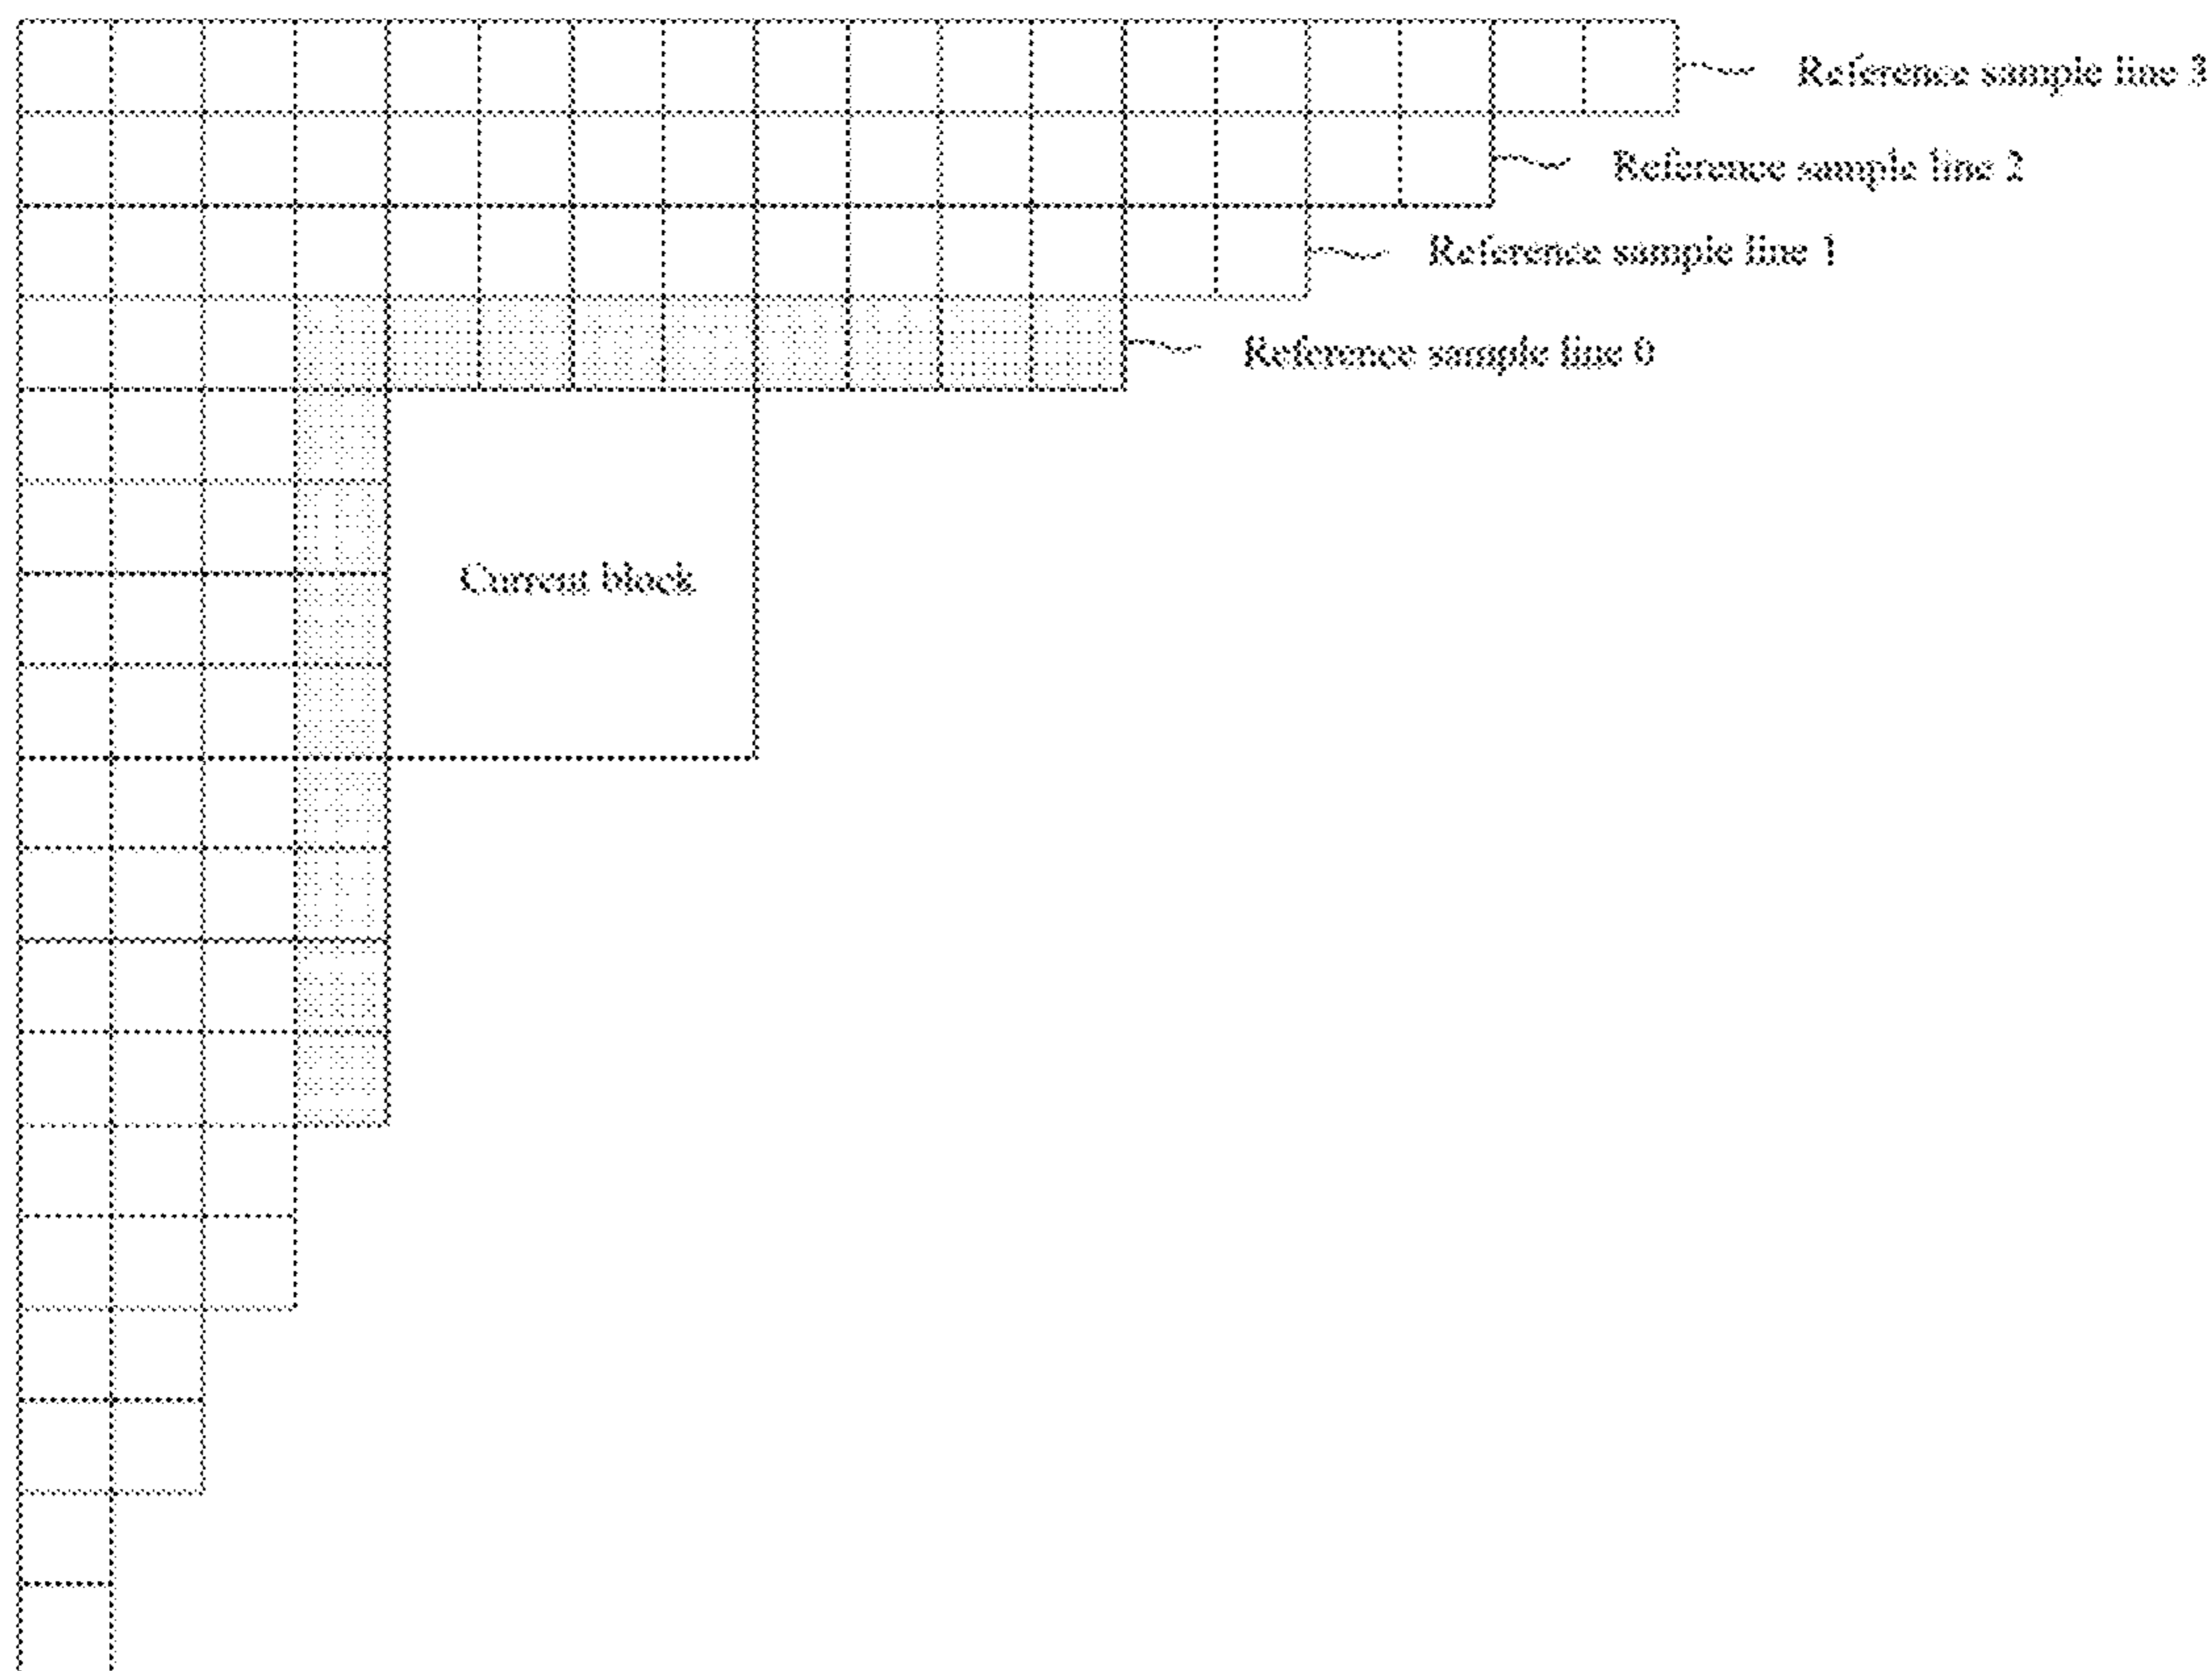 Reference sample line 3
Reference sample line 2
Reference sample line 1
Reference sample line 0
Current block